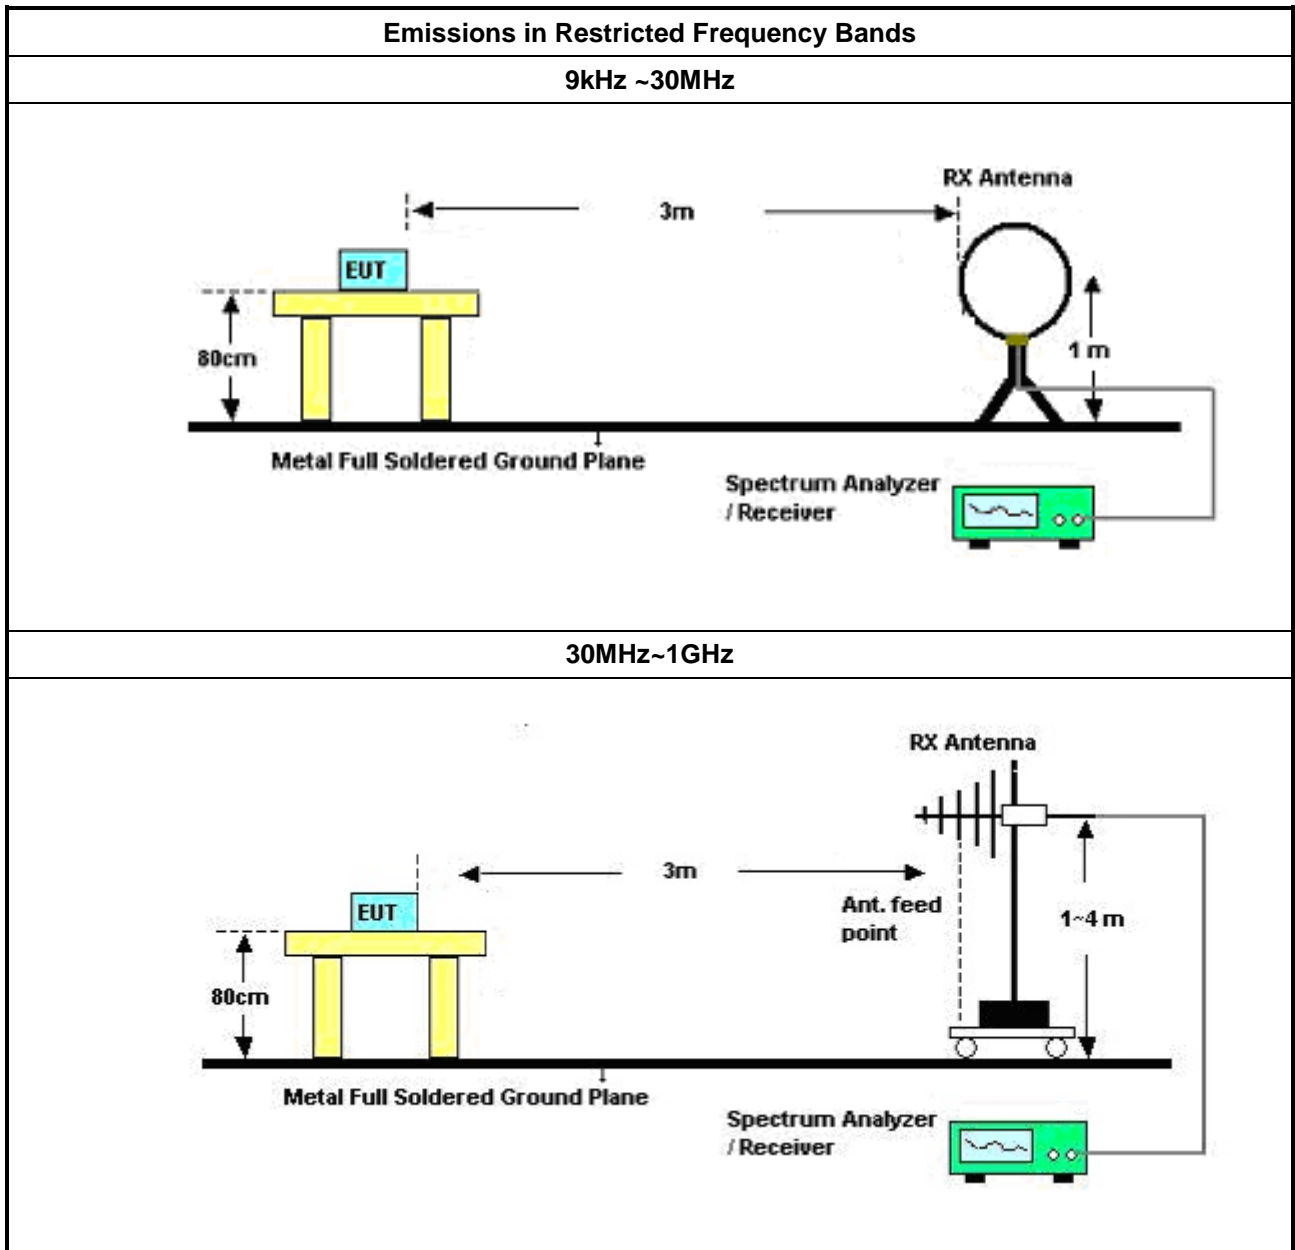 Emissions in Restricted Frequency Bands
9kHz ~30MHz
RX Antenna
3m
EUT
80cm
1 m
Metal Full Soldered Ground Plane
Spectrum Analyzer
/ Receiver
30MHz~1GHz
RX Antenna
3m
EUT
Ant. feed
point
1~4 m
80cm
Metal Full Soldered Ground Plane
Spectrum Analyzer
/ Receiver